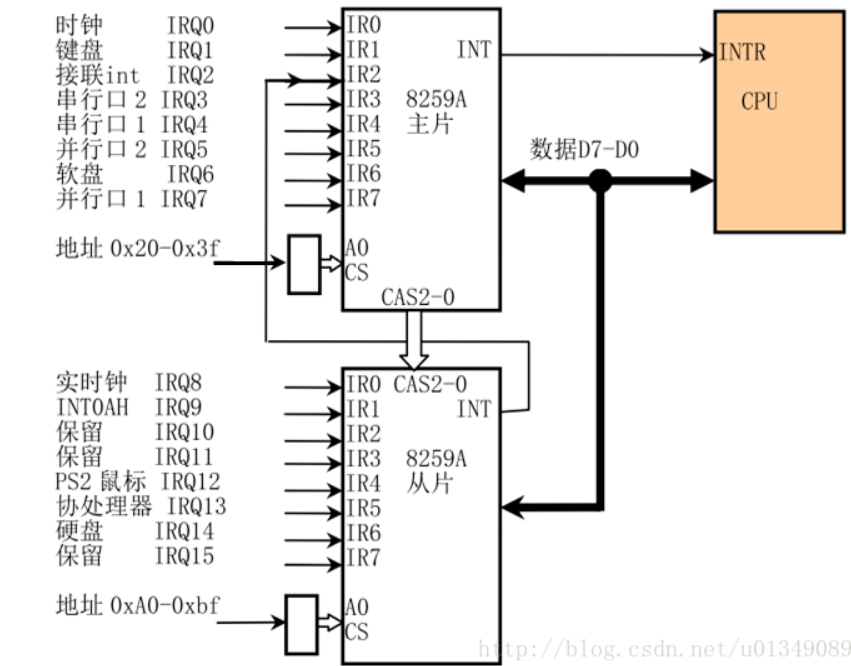 时钟 IRQ0 IR0
键盘 IRQ1 IR1 INT INTR
接联int IRQ2 IR2
串行口 2 IRQ3 IR3 8259A CPU
串行口 1 IRQ4 IR4 主片
并行口 2 IRQ5 IR5 数据D7-D0
软盘 IRQ6 IR6
并行口 1 IRQ7 IR7
地址 0x20-0x3f A0
CS
CAS2-0
实时钟 IRQ8 IR0 CAS2-0
INT0AH IRQ9 IR1 INT
保留 IRQ10 IR2
保留 IRQ11 IR3 8259A
PS2 鼠标 IRQ12 IR4 从片
协处理器 IRQ13 IR5
硬盘 IRQ14 IR6
保留 IRQ15 IR7
地址 0xA0-0xbf A0
CS
http://blog.csdn.net/u01349089